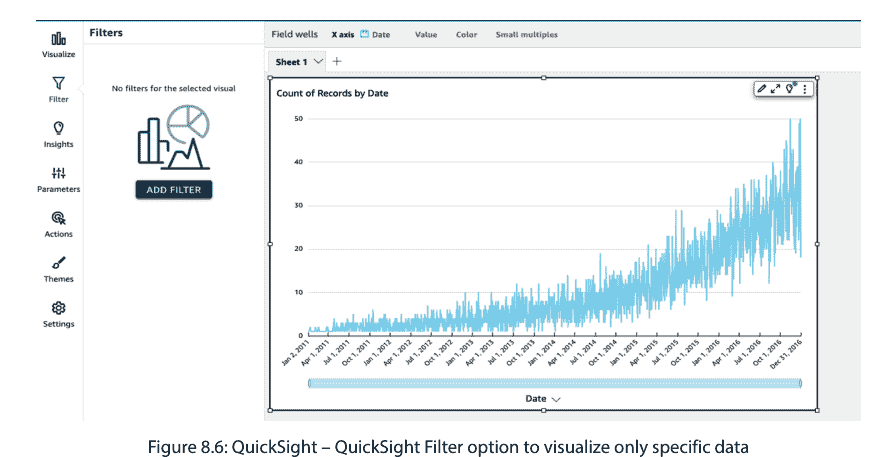 Visualize
Filter
Insights
Parameters
Actions
Themes
Settings
Filters
No filters for the selected visual
ADD FILTER
Field wells X axis Date Value Color Small multiples
Sheet 1 +
Count of Records by Date
50
40
30
20
10
0
Jan 2, 2011
Apr 1, 2011
Jul 1, 2011
Oct 1, 2011
Jan 1, 2012
Apr 1, 2012
Jul 1, 2012
Oct 1, 2012
Jan 1, 2013
Apr 1, 2013
Jul 1, 2013
Oct 1, 2013
Jan 1, 2014
Apr 1, 2014
Jul 1, 2014
Oct 1, 2014
Jan 1, 2015
Apr 1, 2015
Jul 1, 2015
Oct 1, 2015
Jan 1, 2016
Apr 1, 2016
Jul 1, 2016
Oct 1, 2016
Dec 31, 2016
Date
Figure 8.6: QuickSight – QuickSight Filter option to visualize only specific data